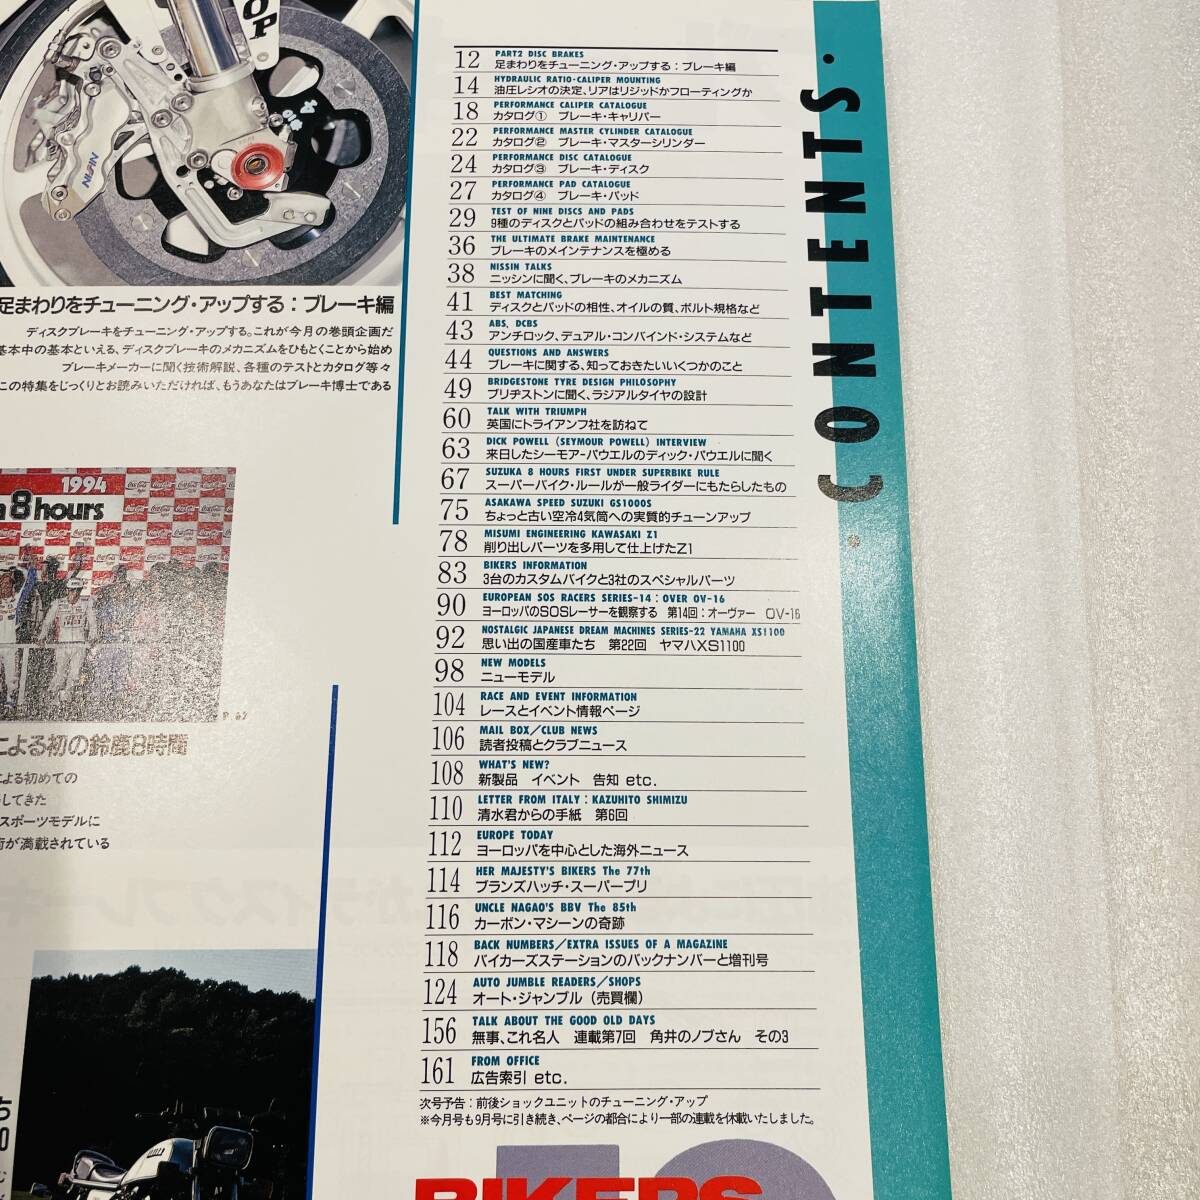 OP
NISSIN
足まわりをチューニング・アップする：ブレーキ編
ディスクブレーキをチューニング・アップする。これが今月の巻頭企画だ
基本中の基本といえる、ディスクブレーキのメカニズムをひもとくことから始め
ブレーキメーカーに聞く技術解説、各種のテストとカタログ等々
この特集をじっくりとお読みいただければ、もうあなたはブレーキ博士である
1994
8hours
P.67
による初の鈴鹿8時間
よる初めての
してきた
スポーツモデルに
術が満載されている
CONTENTS
12 PART2 DISC BRAKES
足まわりをチューニング・アップする：ブレーキ編
14 HYDRAULIC RATIO-CALIPER MOUNTING
油圧レシオの決定、リアはリジッドかフローティングか
18 PERFORMANCE CALIPER CATALOGUE
カタログ① ブレーキ・キャリパー
22 PERFORMANCE MASTER CYLINDER CATALOGUE
カタログ② ブレーキ・マスターシリンダー
24 PERFORMANCE DISC CATALOGUE
カタログ③ ブレーキ・ディスク
27 PERFORMANCE PAD CATALOGUE
カタログ④ ブレーキ・パッド
29 TEST OF NINE DISCS AND PADS
9種のディスクとパッドの組み合わせをテストする
36 THE ULTIMATE BRAKE MAINTENANCE
ブレーキのメインテナンスを極める
38 NISSIN TALKS
ニッシンに聞く、ブレーキのメカニズム
41 BEST MATCHING
ディスクとパッドの相性、オイルの質、ボルト規格など
43 ABS, DCBS
アンチロック、デュアル・コンバインド・システムなど
44 QUESTIONS AND ANSWERS
ブレーキに関する、知っておきたいいくつかのこと
49 BRIDGESTONE TYRE DESIGN PHILOSOPHY
ブリヂストンに聞く、ラジアルタイヤの設計
60 TALK WITH TRIUMPH
英国にトライアンフ社を訪ねて
63 DICK POWELL (SEYMOUR POWELL) INTERVIEW
来日したシーモアーパウエルのディック・パウエルに聞く
67 SUZUKA 8 HOURS FIRST UNDER SUPERBIKE RULE
スーパーバイク・ルールが一般ライダーにもたらしたもの
75 ASAKAWA SPEED SUZUKI GS1000S
ちょっと古い空冷4気筒への実質的チューンアップ
78 MISUMI ENGINEERING KAWASAKI Z1
削り出しパーツを多用して仕上げたZ1
83 BIKERS INFORMATION
3台のカスタムバイクと3社のスペシャルパーツ
90 EUROPEAN SOS RACERS SERIES-14 : OVER OV-16
ヨーロッパのSOSレーサーを観察する 第14回：オーヴァー OV-16
92 NOSTALGIC JAPANESE DREAM MACHINES SERIES-22 YAMAHA XS1100
思い出の国産車たち 第22回 ヤマハXS1100
98 NEW MODELS
ニューモデル
104 RACE AND EVENT INFORMATION
レースとイベント情報ページ
106 MAIL BOX／CLUB NEWS
読者投稿とクラブニュース
108 WHAT'S NEW?
新製品 イベント 告知 etc.
110 LETTER FROM ITALY : KAZUHITO SHIMIZU
清水君からの手紙 第6回
112 EUROPE TODAY
ヨーロッパを中心とした海外ニュース
114 HER MAJESTY'S BIKERS The 77th
ブランズハッチ・スーパープリ
116 UNCLE NAGAO'S BBV The 85th
カーボン・マシーンの奇跡
118 BACK NUMBERS／EXTRA ISSUES OF A MAGAZINE
バイカーズステーションのバックナンバーと増刊号
124 AUTO JUMBLE READERS／SHOPS
オート・ジャンブル（売買欄）
156 TALK ABOUT THE GOOD OLD DAYS
無事、これ名人 連載第7回 角井のノブさん その3
161 FROM OFFICE
広告索引 etc.
次号予告：前後ショックユニットのチューニング・アップ
※今月号も9月号に引き続き、ページの都合により一部の連載を休載いたしました。
BIKERS